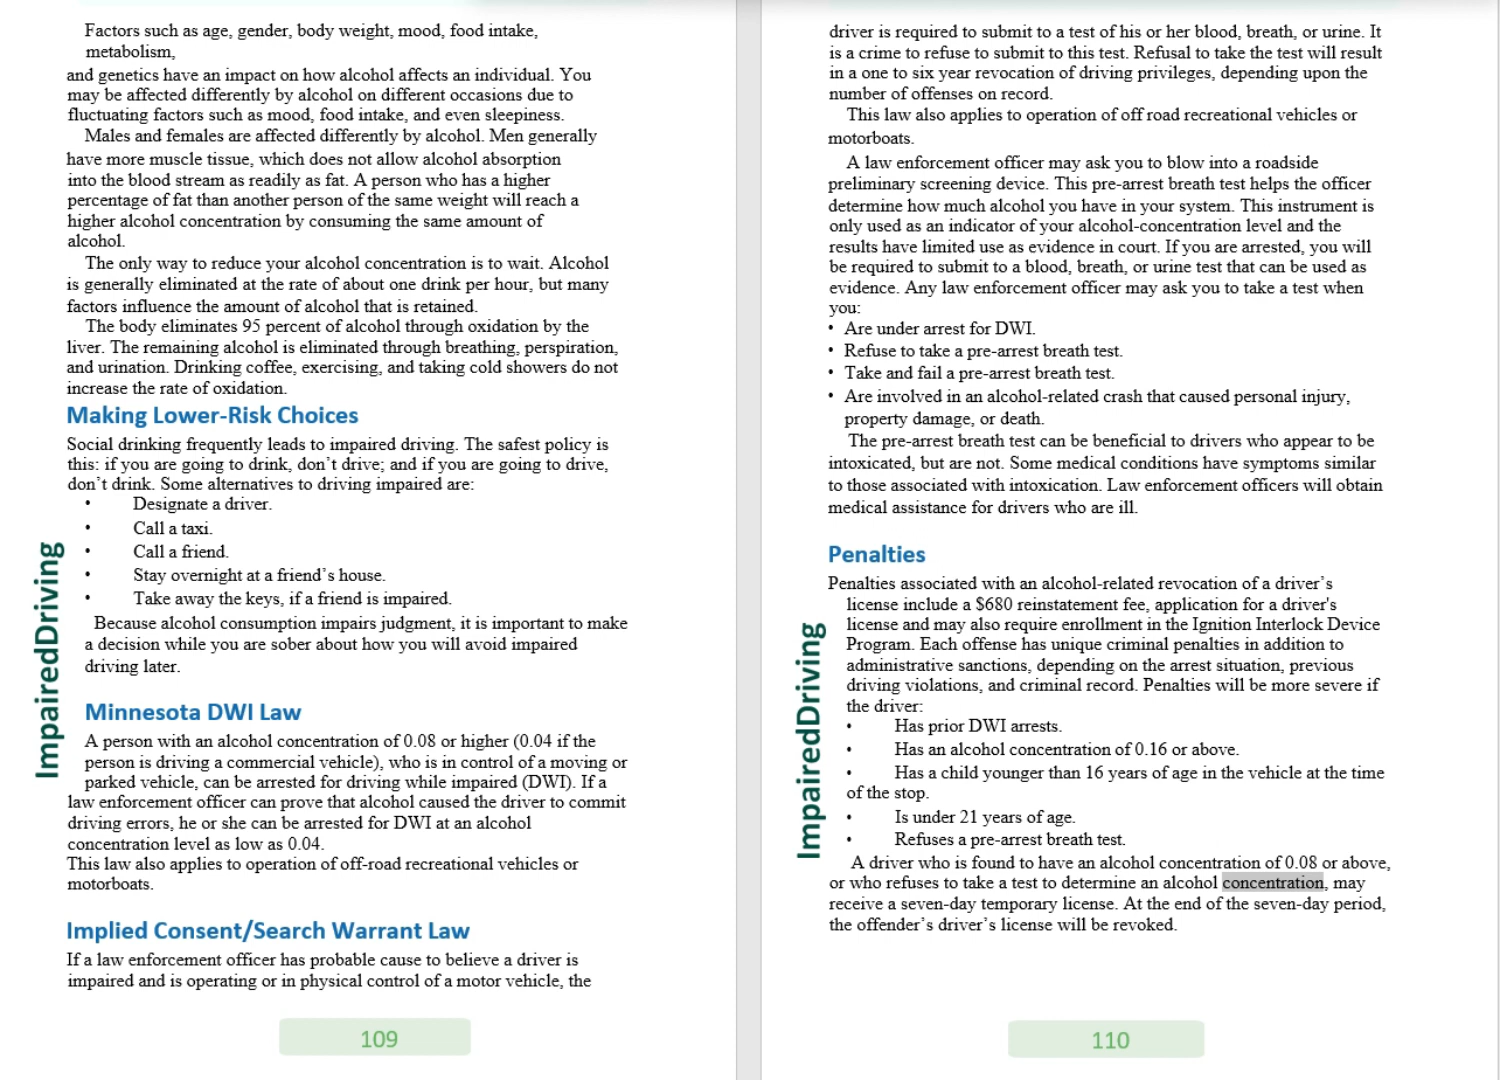 Factors such as age, gender, body weight, mood, food intake,
metabolism,
and genetics have an impact on how alcohol affects an individual. You
may be affected differently by alcohol on different occasions due to
fluctuating factors such as mood, food intake, and even sleepiness.
Males and females are affected differently by alcohol. Men generally
have more muscle tissue, which does not allow alcohol absorption
into the blood stream as readily as fat. A person who has a higher
percentage of fat than another person of the same weight will reach a
higher alcohol concentration by consuming the same amount of
alcohol.
The only way to reduce your alcohol concentration is to wait. Alcohol
is generally eliminated at the rate of about one drink per hour, but many
factors influence the amount of alcohol that is retained.
The body eliminates 95 percent of alcohol through oxidation by the
liver. The remaining alcohol is eliminated through breathing, perspiration,
and urination. Drinking coffee, exercising, and taking cold showers do not
increase the rate of oxidation.
Making Lower-Risk Choices
Social drinking frequently leads to impaired driving. The safest policy is
this: if you are going to drink, don’t drive; and if you are going to drive,
don’t drink. Some alternatives to driving impaired are:
• Designate a driver.
• Call a taxi.
• Call a friend.
• Stay overnight at a friend’s house.
• Take away the keys, if a friend is impaired.
Because alcohol consumption impairs judgment, it is important to make
a decision while you are sober about how you will avoid impaired
driving later.
Minnesota DWI Law
A person with an alcohol concentration of 0.08 or higher (0.04 if the
person is driving a commercial vehicle), who is in control of a moving or
parked vehicle, can be arrested for driving while impaired (DWI). If a
law enforcement officer can prove that alcohol caused the driver to commit
driving errors, he or she can be arrested for DWI at an alcohol
concentration level as low as 0.04.
This law also applies to operation of off-road recreational vehicles or
motorboats.
Implied Consent/Search Warrant Law
If a law enforcement officer has probable cause to believe a driver is
impaired and is operating or in physical control of a motor vehicle, the
ImpairedDriving
109
driver is required to submit to a test of his or her blood, breath, or urine. It
is a crime to refuse to submit to this test. Refusal to take the test will result
in a one to six year revocation of driving privileges, depending upon the
number of offenses on record.
This law also applies to operation of off road recreational vehicles or
motorboats.
A law enforcement officer may ask you to blow into a roadside
preliminary screening device. This pre-arrest breath test helps the officer
determine how much alcohol you have in your system. This instrument is
only used as an indicator of your alcohol-concentration level and the
results have limited use as evidence in court. If you are arrested, you will
be required to submit to a blood, breath, or urine test that can be used as
evidence. Any law enforcement officer may ask you to take a test when
you:
• Are under arrest for DWI.
• Refuse to take a pre-arrest breath test.
• Take and fail a pre-arrest breath test.
• Are involved in an alcohol-related crash that caused personal injury,
property damage, or death.
The pre-arrest breath test can be beneficial to drivers who appear to be
intoxicated, but are not. Some medical conditions have symptoms similar
to those associated with intoxication. Law enforcement officers will obtain
medical assistance for drivers who are ill.
Penalties
Penalties associated with an alcohol-related revocation of a driver’s
license include a $680 reinstatement fee, application for a driver's
license and may also require enrollment in the Ignition Interlock Device
Program. Each offense has unique criminal penalties in addition to
administrative sanctions, depending on the arrest situation, previous
driving violations, and criminal record. Penalties will be more severe if
the driver:
• Has prior DWI arrests.
• Has an alcohol concentration of 0.16 or above.
• Has a child younger than 16 years of age in the vehicle at the time
of the stop.
• Is under 21 years of age.
• Refuses a pre-arrest breath test.
A driver who is found to have an alcohol concentration of 0.08 or above,
or who refuses to take a test to determine an alcohol concentration, may
receive a seven-day temporary license. At the end of the seven-day period,
the offender’s driver’s license will be revoked.
ImpairedDriving
110